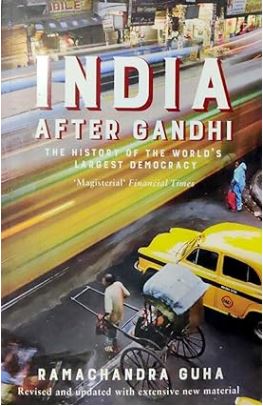 INDIA
AFTER GANDHI
THE HISTORY OF THE WORLD'S
LARGEST DEMOCRACY
'Magisterial' Financial Times
RAMACHANDRA GUHA
Revised and updated with extensive new material